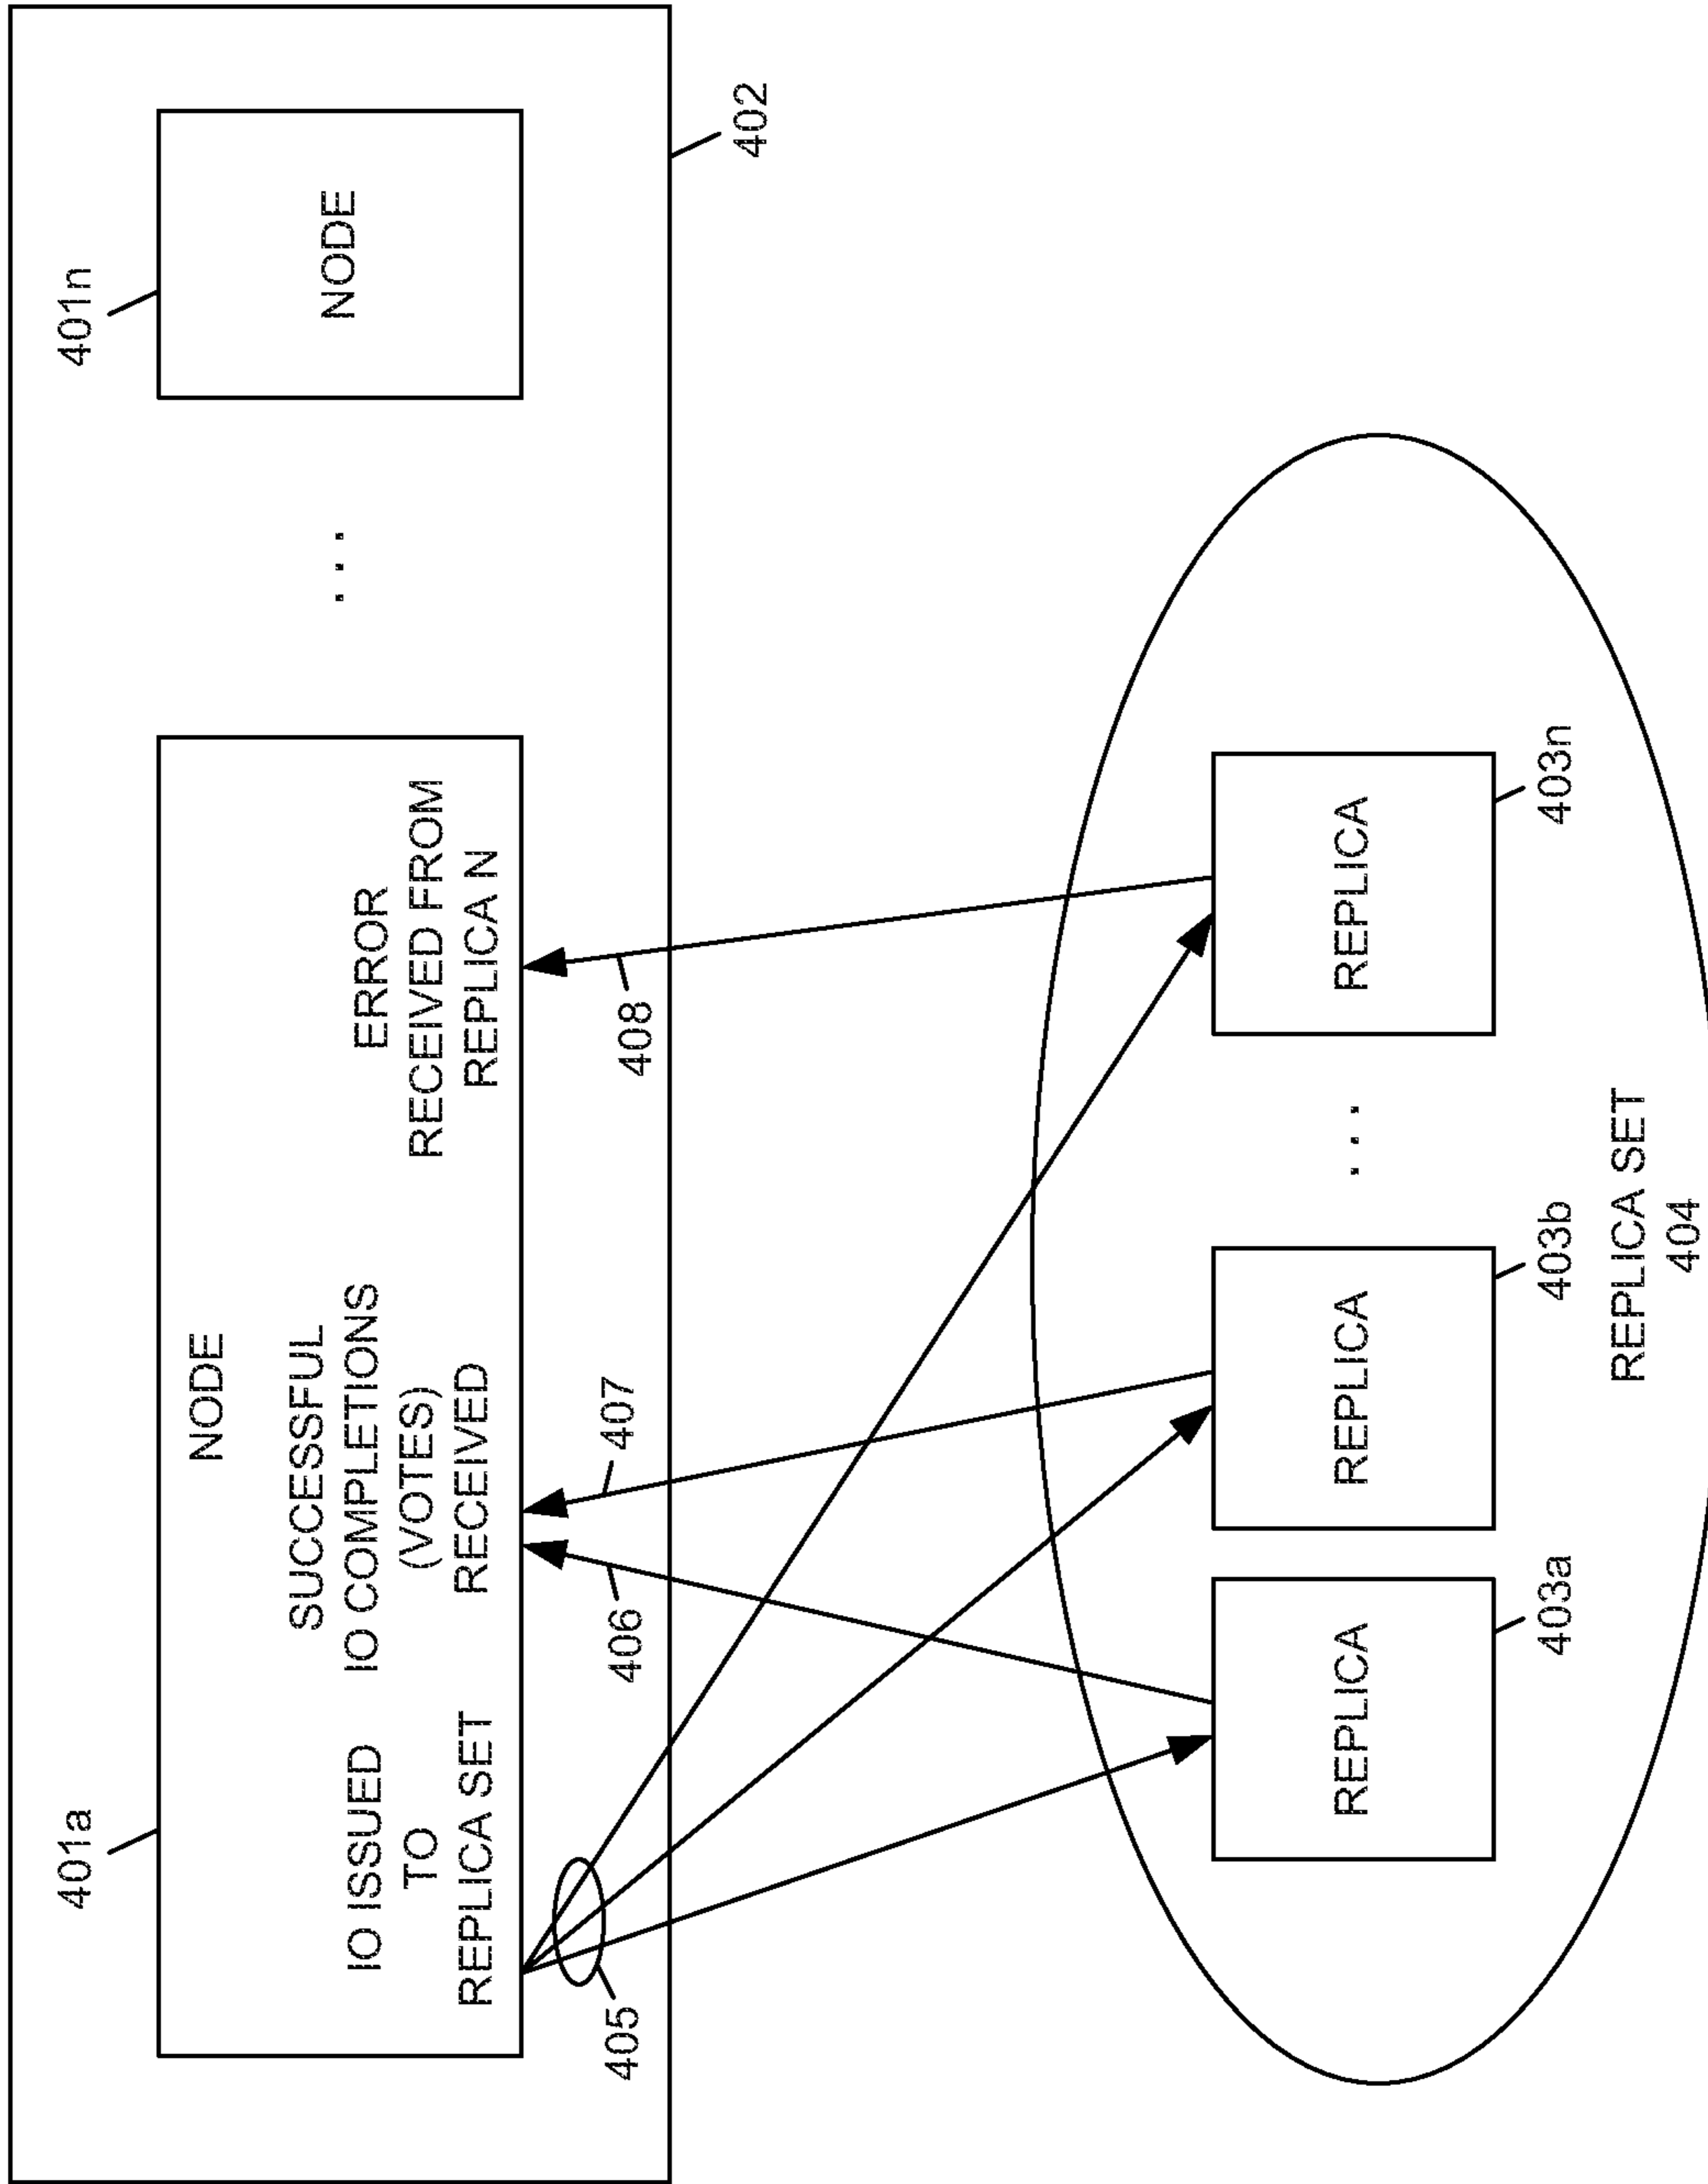 401a
401n
NODE
IO ISSUED
TO
REPLICA SET
SUCCESSFUL
IO COMPLETIONS
(VOTES)
RECEIVED
ERROR
RECEIVED FROM
REPLICA N
...
NODE
405
406
407
408
402
REPLICA
REPLICA
...
REPLICA
403a
403b
403n
REPLICA SET
404